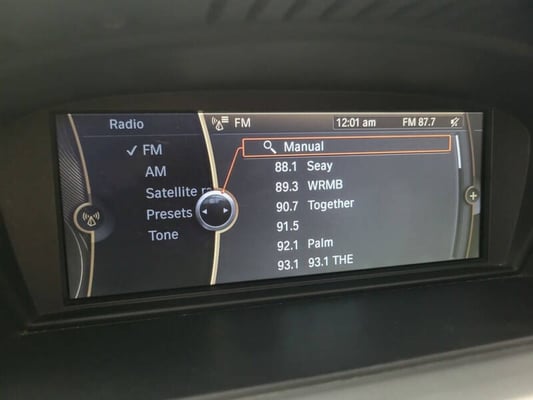 Radio
FM
AM
Satellite r
Presets
Tone
FM 12:01 am FM 87.7
Manual
88.1 Seay
89.3 WRMB
90.7 Together
91.5
92.1 Palm
93.1 93.1 THE